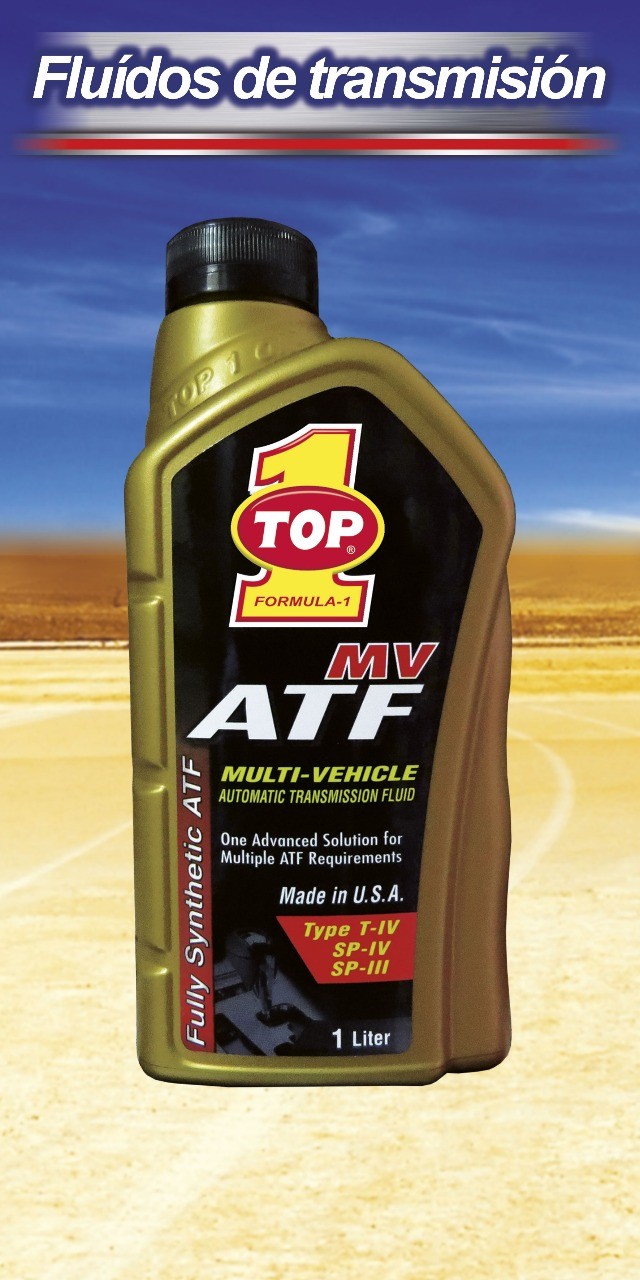 Fluídos de transmisión
TOP 1 O
1
TOP®
FORMULA-1
MV
ATF
MULTI-VEHICLE
AUTOMATIC TRANSMISSION FLUID
Fully Synthetic ATF
One Advanced Solution for
Multiple ATF Requirements
Made in U.S.A.
Type T-IV
SP-IV
SP-III
1 Liter